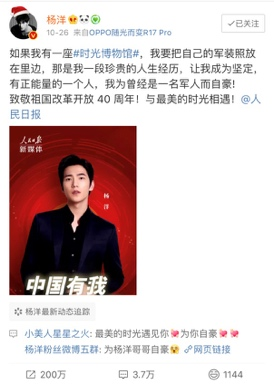 杨洋
已关注
10-26 来自OPPO随光而变R17 Pro
如果我有一座#时光博物馆#，我要把自己的军装照放
在里边，那是我一段珍贵的人生经历，让我成为坚定，
有正能量的一个人，我为曾经是一名军人而自豪!
致敬祖国改革开放 40 周年！与最美的时光相遇！@人
民日报
人民日报
新媒体
杨洋
中国有我
杨洋最新动态追踪
小美人星星之火: 最美的时光遇见你为你自豪
杨洋粉丝微博五群: 为杨洋哥哥自豪网页链接
200万
3.7万
1144